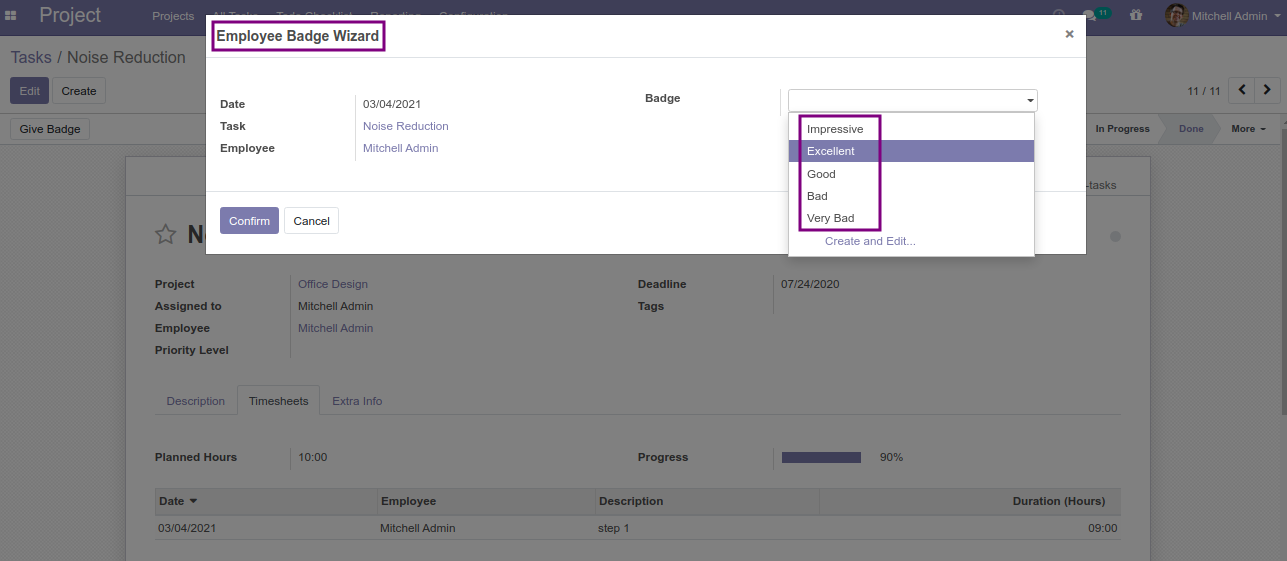 Project
Projects All Tasks Todo Checklist Reporting Configuration
11
Mitchell Admin
Employee Badge Wizard
×
Tasks / Noise Reduction
Edit Create
11 / 11
Give Badge
In Progress Done More
Date 03/04/2021
Task Noise Reduction
Employee Mitchell Admin
Badge
Impressive
Excellent
Good
Bad
Very Bad
Create and Edit...
Confirm Cancel
-tasks
Project Office Design
Assigned to Mitchell Admin
Employee Mitchell Admin
Priority Level
Deadline 07/24/2020
Tags
Description Timesheets Extra Info
Planned Hours 10:00
Progress 90%
Date Employee Description Duration (Hours)
03/04/2021 Mitchell Admin step 1 09:00